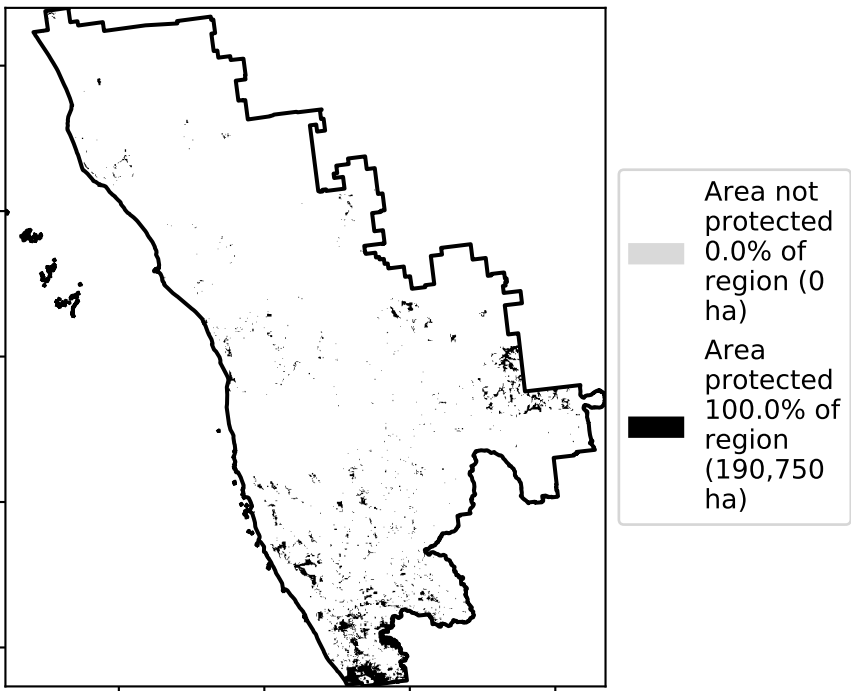 Area not
protected
0.0% of
region (0
ha)
Area
protected
100.0% of
region
(190,750
ha)